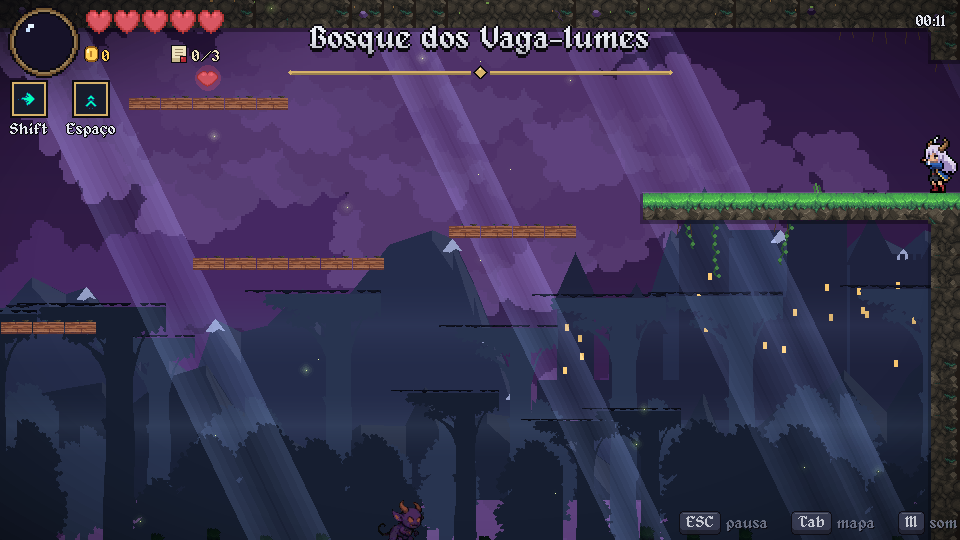 Bosque dos Vaga-lumes
00:11
0
0/3
Shift
Espaço
ESC pausa
Tab mapa
M som